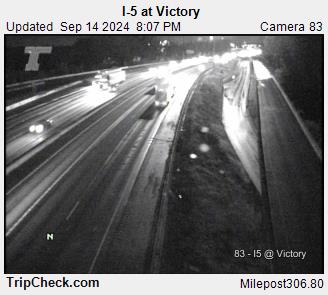 I-5 at Victory
Updated  Sep 14 2024  8:07 PM    Camera 83
T
N
83 - I5 @ Victory
TripCheck.com    Milepost306.80